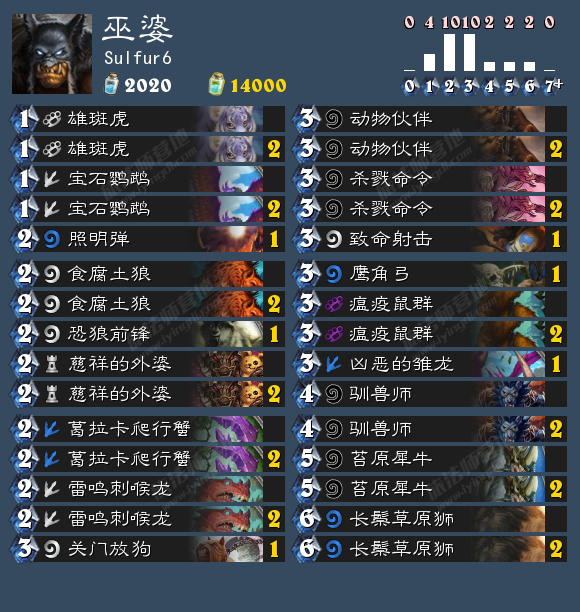 巫婆
Sulfur6
2020
14000
0 4 10 10 2 2 2 0
0 1 2 3 4 5 6 7+
1 雄斑虎
1 雄斑虎 2
1 宝石鹦鹉
1 宝石鹦鹉 2
2 照明弹 1
2 食腐土狼
2 食腐土狼 2
2 恐狼前锋 1
2 慈祥的外婆
2 慈祥的外婆 2
2 葛拉卡爬行蟹
2 葛拉卡爬行蟹 2
2 雷鸣刺喉龙
2 雷鸣刺喉龙 2
3 关门放狗 1
3 动物伙伴
3 动物伙伴 2
3 杀戮命令
3 杀戮命令 2
3 致命射击 1
3 鹰角弓 1
3 瘟疫鼠群
3 瘟疫鼠群 2
3 凶恶的雏龙 1
4 驯兽师
4 驯兽师 2
5 苔原犀牛
5 苔原犀牛 2
6 长鬃草原狮
6 长鬃草原狮 2